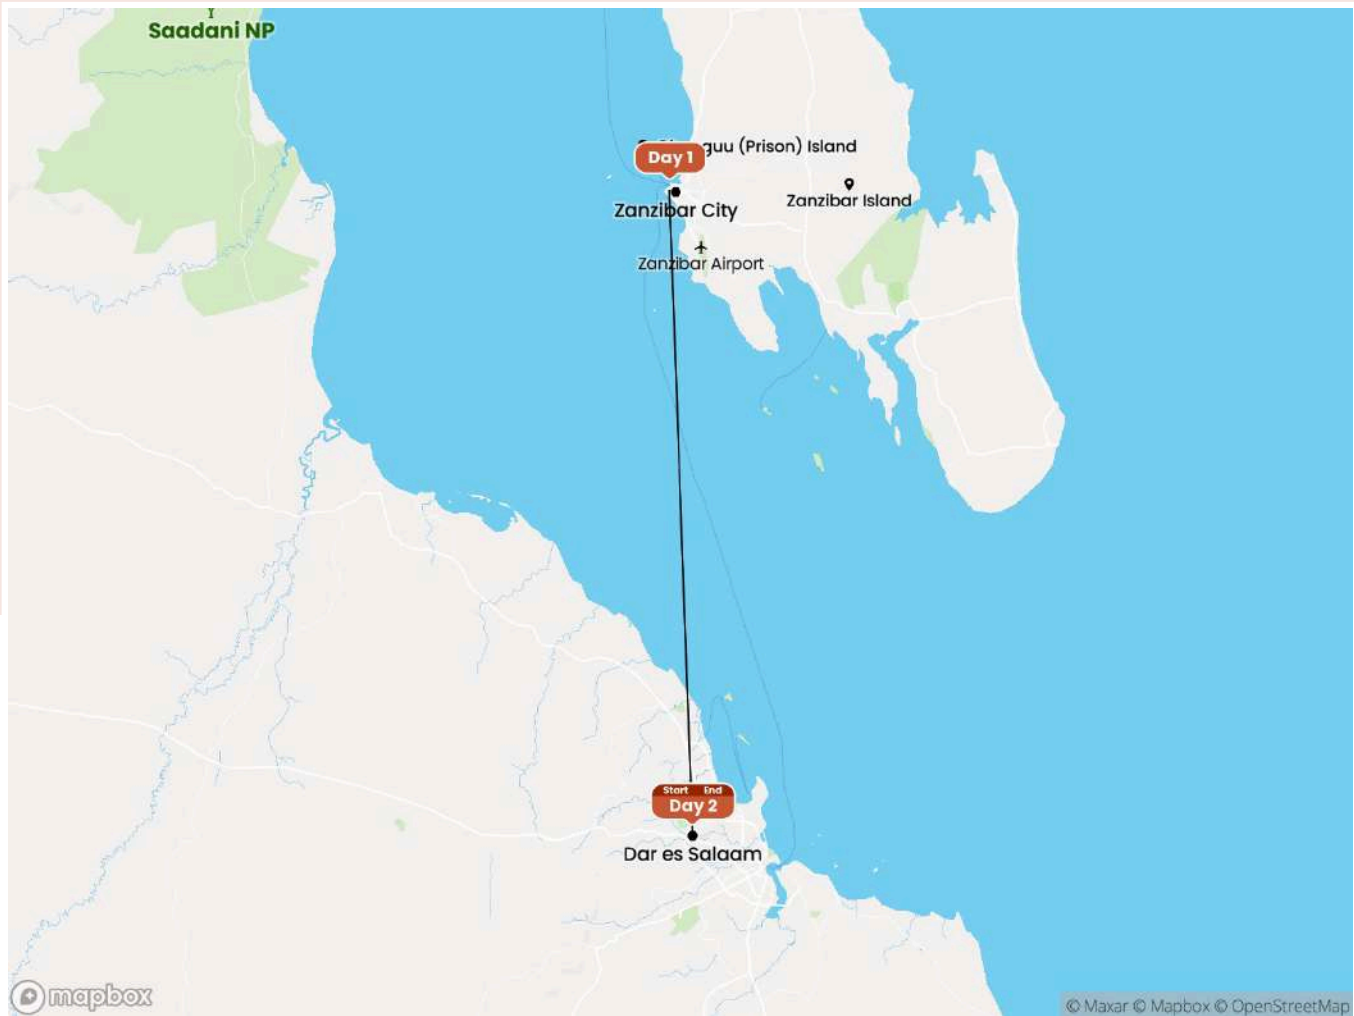 Saadani NP
guu (Prison) Island
Day 1
Zanzibar Island
Zanzibar City
Zanzibar Airport
Start End
Day 2
Dar es Salaam
mapbox
© Maxar © Mapbox © OpenStreetMap